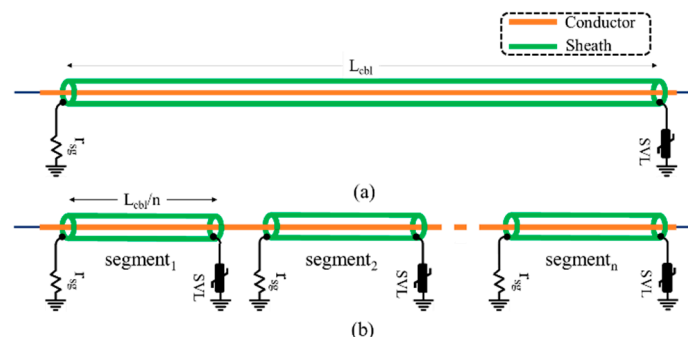 Conductor
Sheath
L_cbl
r_sg
SVL
(a)
L_cbl/n
segment_1
segment_2
segment_n
r_sg
SVL
r_sg
SVL
r_sg
SVL
(b)